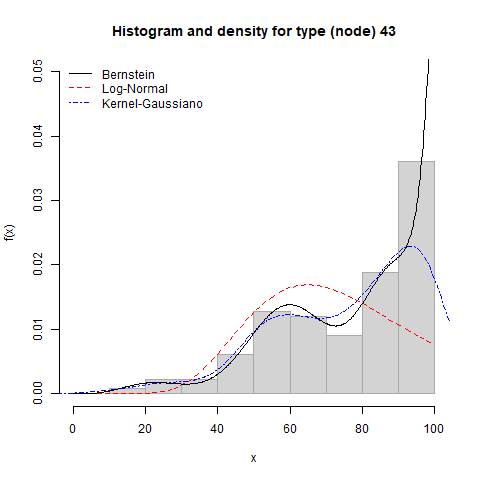 Histogram and density for type (node) 43
Bernstein
Log-Normal
Kernel-Gaussiano
f(x)
0.05
0.04
0.03
0.02
0.01
0.00
0 20 40 60 80 100
x